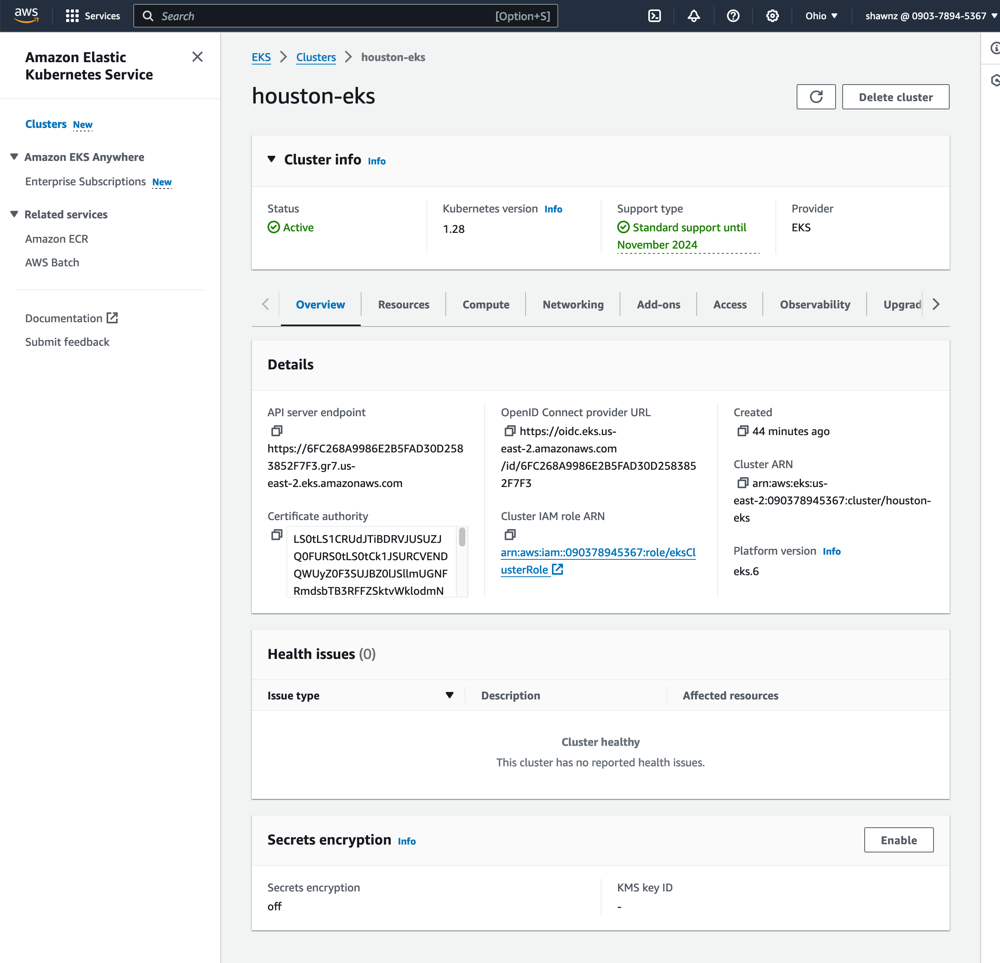 aws
Services
Search
[Option+S]
Ohio
shawnz @ 0903-7894-5367
Amazon Elastic
Kubernetes Service
Clusters New
Amazon EKS Anywhere
Enterprise Subscriptions New
Related services
Amazon ECR
AWS Batch
Documentation
Submit feedback
EKS
Clusters
houston-eks
houston-eks
Delete cluster
Cluster info Info
Status
Active
Kubernetes version Info
1.28
Support type
Standard support until
November 2024
Provider
EKS
Overview
Resources
Compute
Networking
Add-ons
Access
Observability
Upgrad
Details
API server endpoint
https://6FC268A9986E2B5FAD30D258
3852F7F3.gr7.us-
east-2.eks.amazonaws.com
Certificate authority
LS0tLS1CRUdJTiBDRVJUSUZJ
Q0FURS0tLS0tCk1JSURCVEND
QWUyZ0F3SUJBZ0lJSllmUGNF
RmdsbTB3RFFZSktvWklodmN
OpenID Connect provider URL
https://oidc.eks.us-
east-2.amazonaws.com
/id/6FC268A9986E2B5FAD30D258385
2F7F3
Cluster IAM role ARN
arn:aws:iam::090378945367:role/eksCl
usterRole
Created
44 minutes ago
Cluster ARN
arn:aws:eks:us-
east-2:090378945367:cluster/houston-
eks
Platform version Info
eks.6
Health issues (0)
Issue type
Description
Affected resources
Cluster healthy
This cluster has no reported health issues.
Secrets encryption Info
Enable
Secrets encryption
off
KMS key ID
-